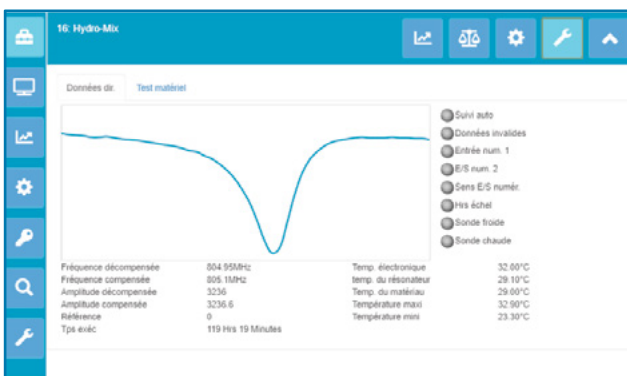 16: Hydro-Mix
Données dir. Test matériel
Suivi auto
Données invalides
Entrée num. 1
E/S num. 2
Sens E/S numér.
Hrs échel
Sonde froide
Sonde chaude
Fréquence décompensée 804.95MHz Temp. électronique 32.00°C
Fréquence compensée 805.1MHz temp. du résonateur 29.10°C
Amplitude décompensée 3236 Temp. du matériau 29.00°C
Amplitude compensée 3236.6 Température maxi 32.90°C
Référence 0 Température mini 23.30°C
Tps exéc 119 Hrs 19 Minutes